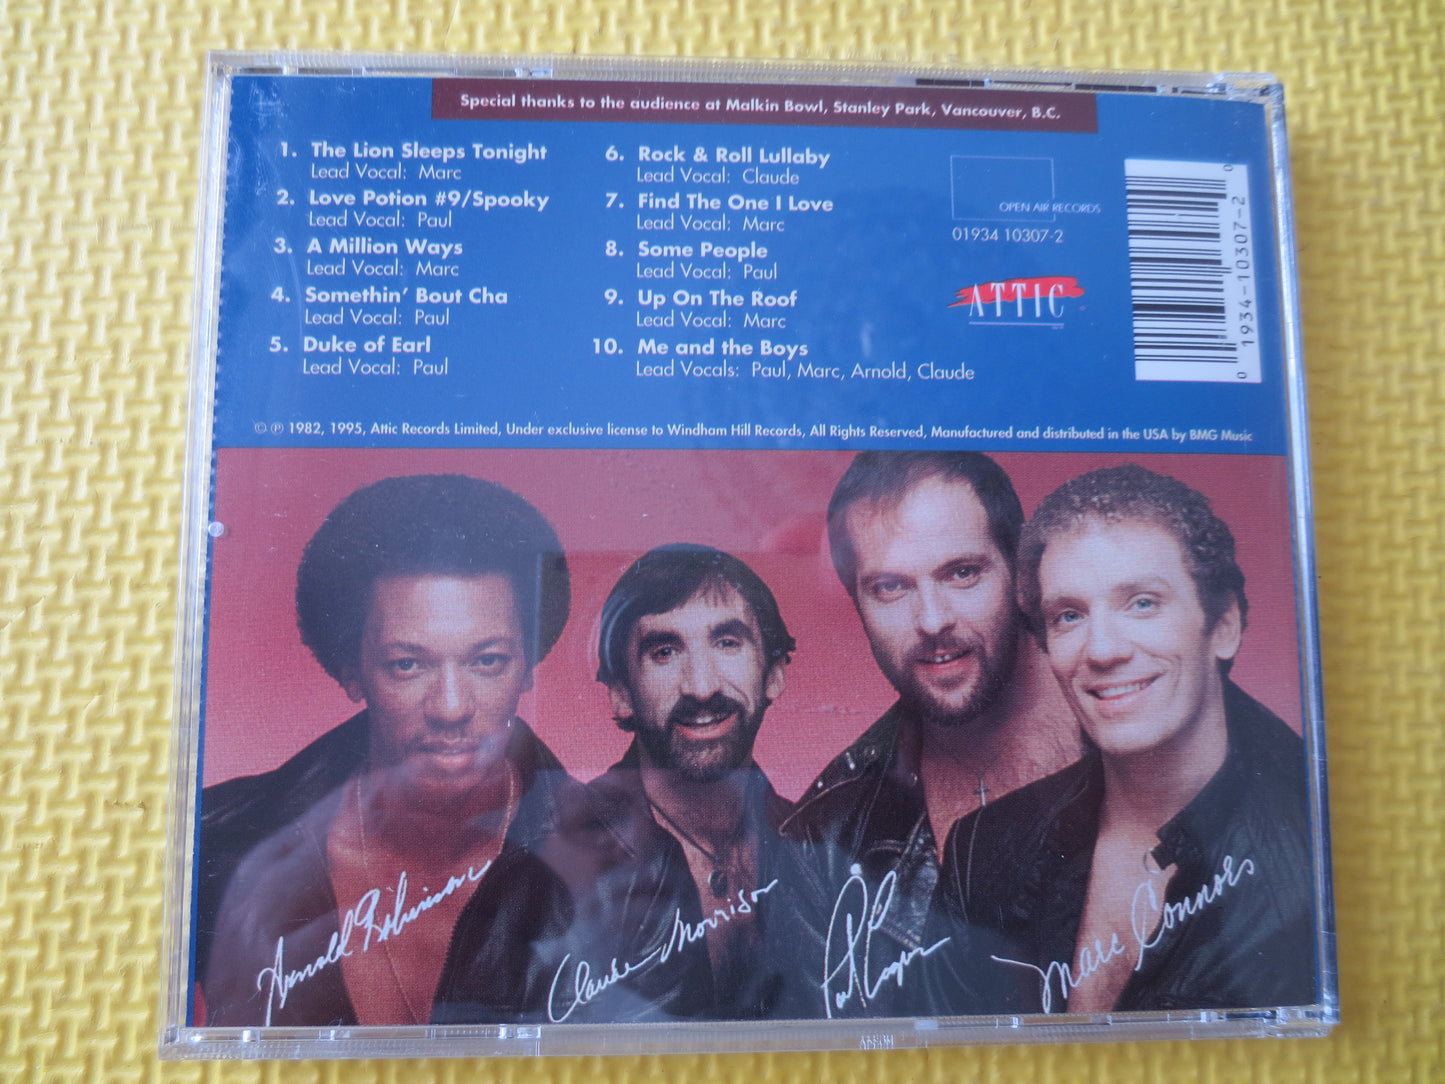 Special thanks to the audience at Malkin Bowl, Stanley Park, Vancouver, B.C.
1. The Lion Sleeps Tonight
Lead Vocal: Marc
2. Love Potion #9/Spooky
Lead Vocal: Paul
3. A Million Ways
Lead Vocal: Marc
4. Somethin' Bout Cha
Lead Vocal: Paul
5. Duke of Earl
Lead Vocal: Paul
6. Rock & Roll Lullaby
Lead Vocal: Claude
7. Find The One I Love
Lead Vocal: Marc
8. Some People
Lead Vocal: Paul
9. Up On The Roof
Lead Vocal: Marc
10. Me and the Boys
Lead Vocals: Paul, Marc, Arnold, Claude
OPEN AIR RECORDS
01934 10307-2
ATTIC
0 1934-10307-2 0
© ℗ 1982, 1995, Attic Records Limited, Under exclusive license to Windham Hill Records, All Rights Reserved, Manufactured and distributed in the USA by BMG Music
Arnold Robinson
Claude Morrison
Paul Cooper
Marc Connors